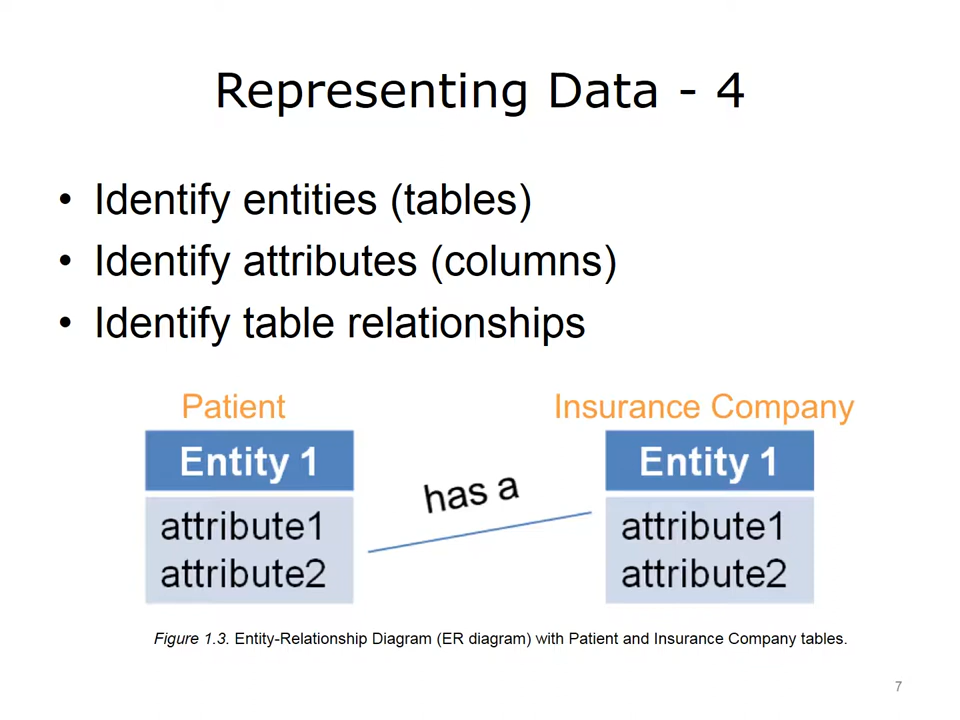 Representing Data - 4
• Identify entities (tables)
• Identify attributes (columns)
• Identify table relationships
Patient
Insurance Company
Entity 1
attribute1
attribute2
has a
Entity 1
attribute1
attribute2
Figure 1.3. Entity-Relationship Diagram (ER diagram) with Patient and Insurance Company tables.
7